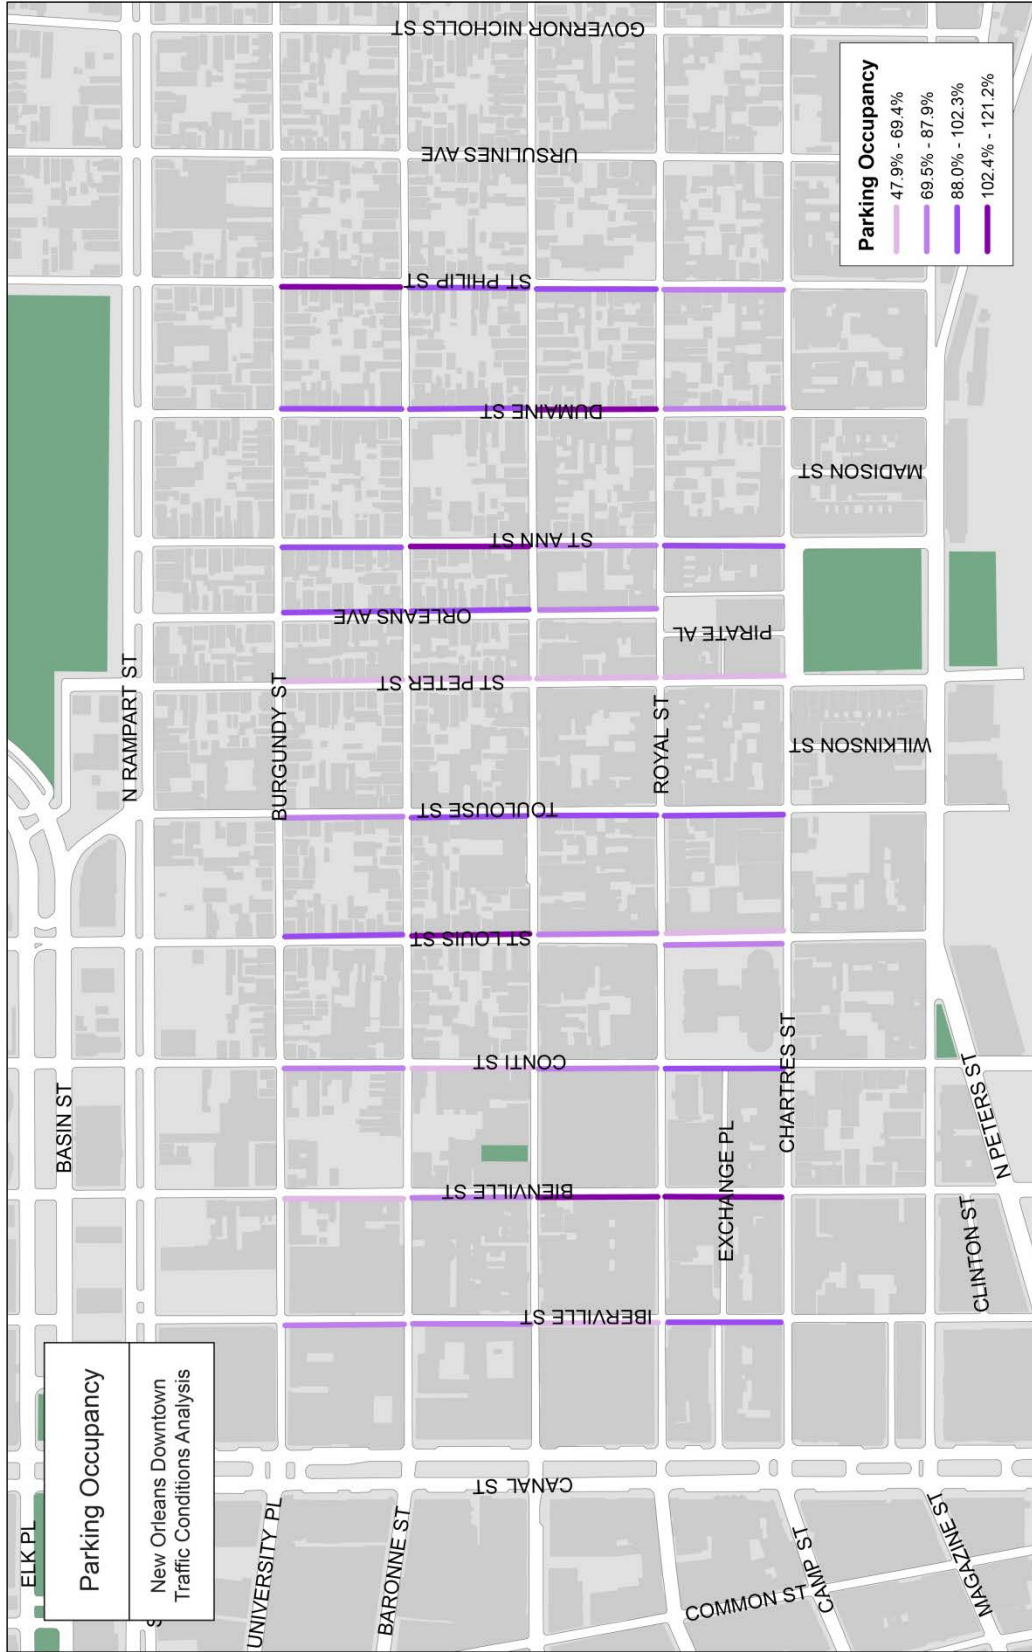 Parking Occupancy
New Orleans Downtown
Traffic Conditions Analysis
Parking Occupancy
47.9% - 69.4%
69.5% - 87.9%
88.0% - 102.3%
102.4% - 121.2%
ELK PL
BASIN ST
N RAMPART ST
UNIVERSITY PL
BURGUNDY ST
BARONNE ST
CANAL ST
IBERVILLE ST
BIENVILLE ST
CONTI ST
ST LOUIS ST
TOULOUSE ST
ST PETER ST
ORLEANS AVE
ST ANN ST
DUMAINE ST
ST PHILIP ST
URSULINES AVE
GOVERNOR NICHOLLS ST
ROYAL ST
PIRATE AL
EXCHANGE PL
CHARTRES ST
WILKINSON ST
MADISON ST
COMMON ST
CAMP ST
MAGAZINE ST
CLINTON ST
N PETERS ST